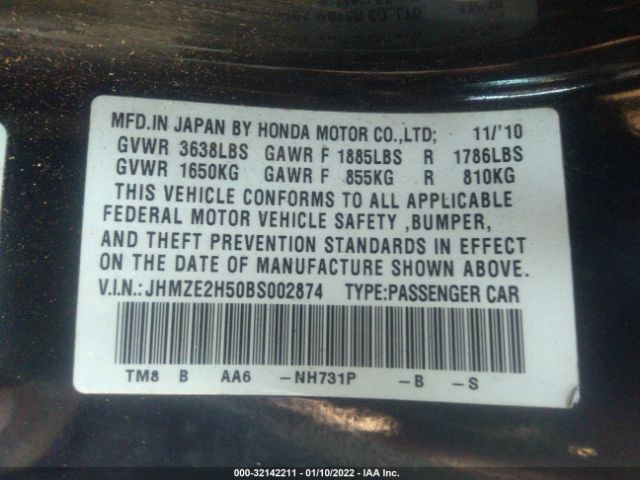 MFD.IN JAPAN BY HONDA MOTOR CO.,LTD; 11/'10
GVWR 3638LBS GAWR F 1885LBS R 1786LBS
GVWR 1650KG GAWR F 855KG R 810KG
THIS VEHICLE CONFORMS TO ALL APPLICABLE
FEDERAL MOTOR VEHICLE SAFETY ,BUMPER,
AND THEFT PREVENTION STANDARDS IN EFFECT
ON THE DATE OF MANUFACTURE SHOWN ABOVE.
V.I.N.: JHMZE2H50BS002874 TYPE:PASSENGER CAR
TM8 B AA6 -NH731P -B -S
000-32142211 - 01/10/2022 - IAA Inc.